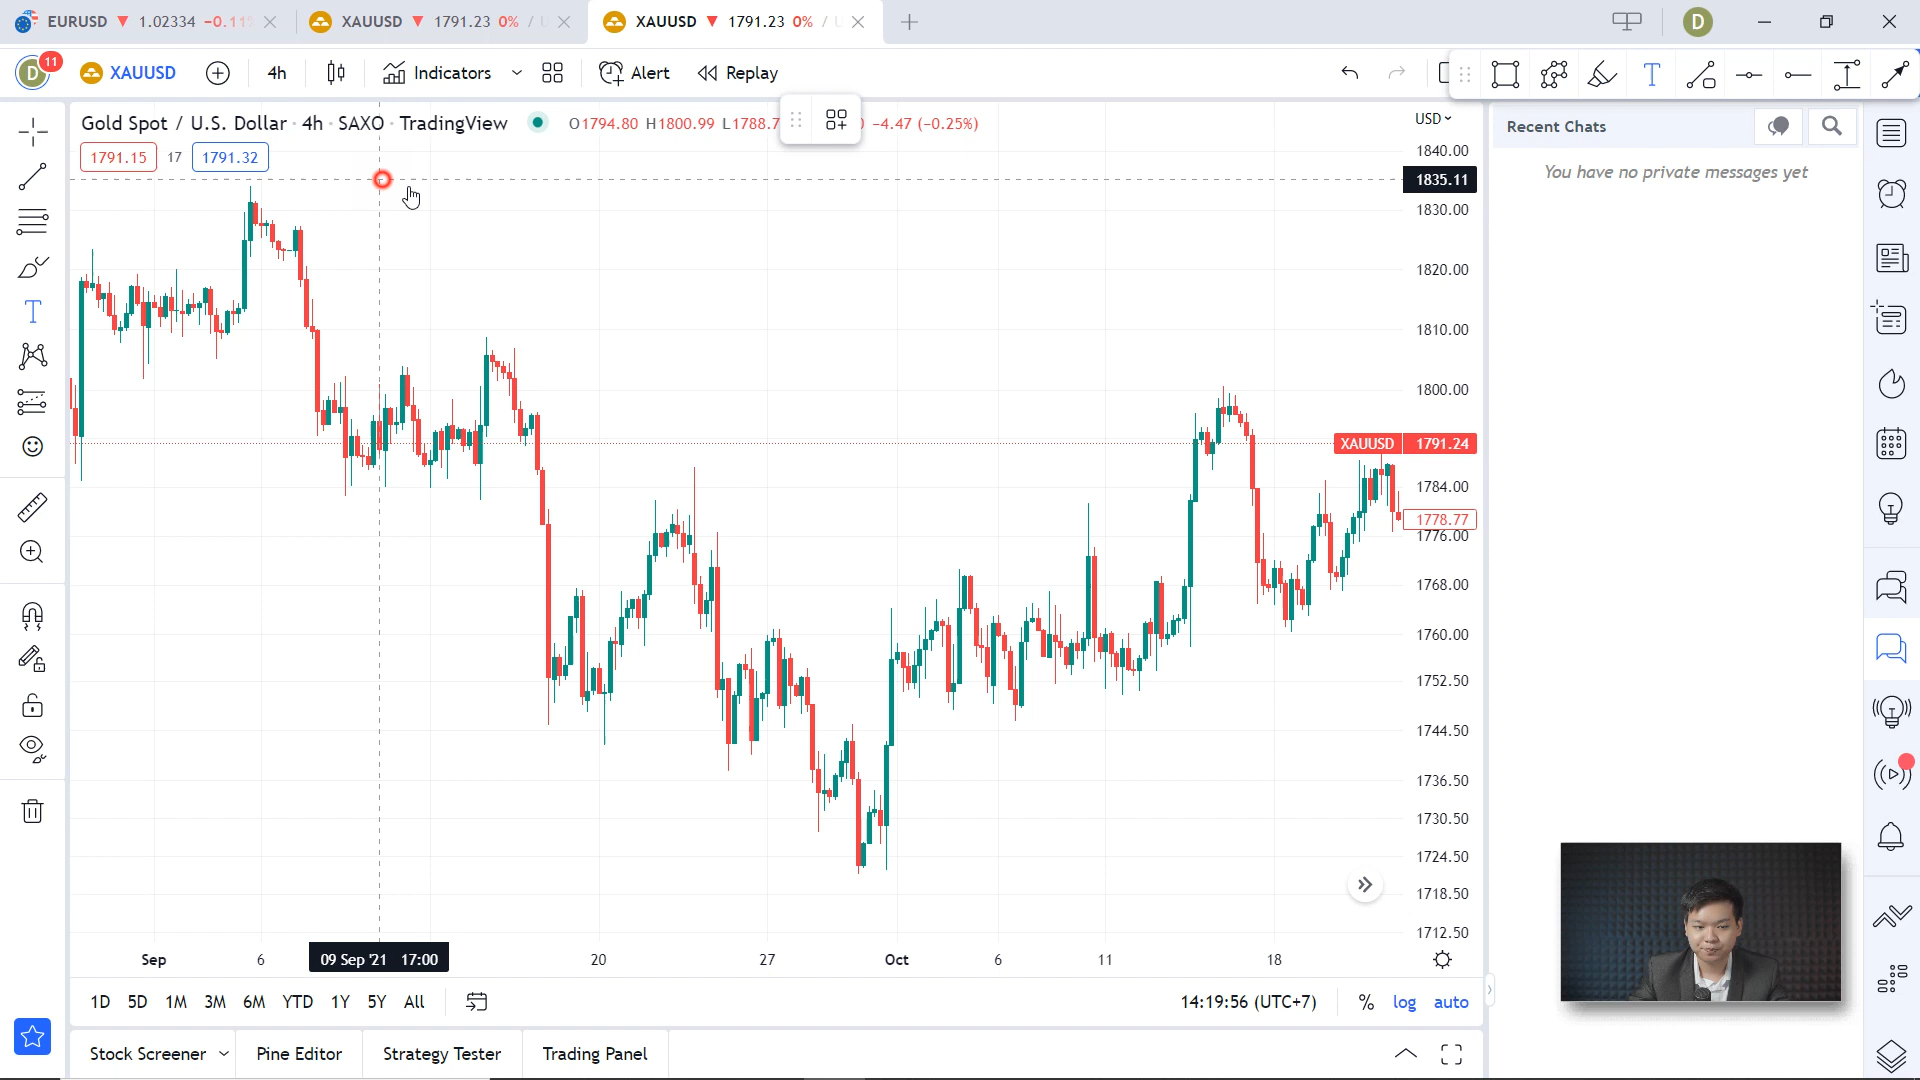 EURUSD ▼ 1.02334 −0.11
XAUUSD ▼ 1791.23 0% / U
XAUUSD ▼ 1791.23 0% / U
D
D
11
XAUUSD
4h
Indicators
Alert
Replay
T
Gold Spot / U.S. Dollar · 4h · SAXO · TradingView
O1794.80 H1800.99 L1788.7
−4.47 (−0.25%)
1791.15
17
1791.32
USD
1840.00
1835.11
1830.00
1820.00
1810.00
1800.00
XAUUSD 1791.24
1784.00
1778.77
1776.00
1768.00
1760.00
1752.50
1744.50
1736.50
1730.50
1724.50
1718.50
1712.50
Sep
6
09 Sep '21 17:00
20
27
Oct
6
11
18
1D 5D 1M 3M 6M YTD 1Y 5Y All
14:19:56 (UTC+7)
%
log
auto
Stock Screener
Pine Editor
Strategy Tester
Trading Panel
Recent Chats
You have no private messages yet